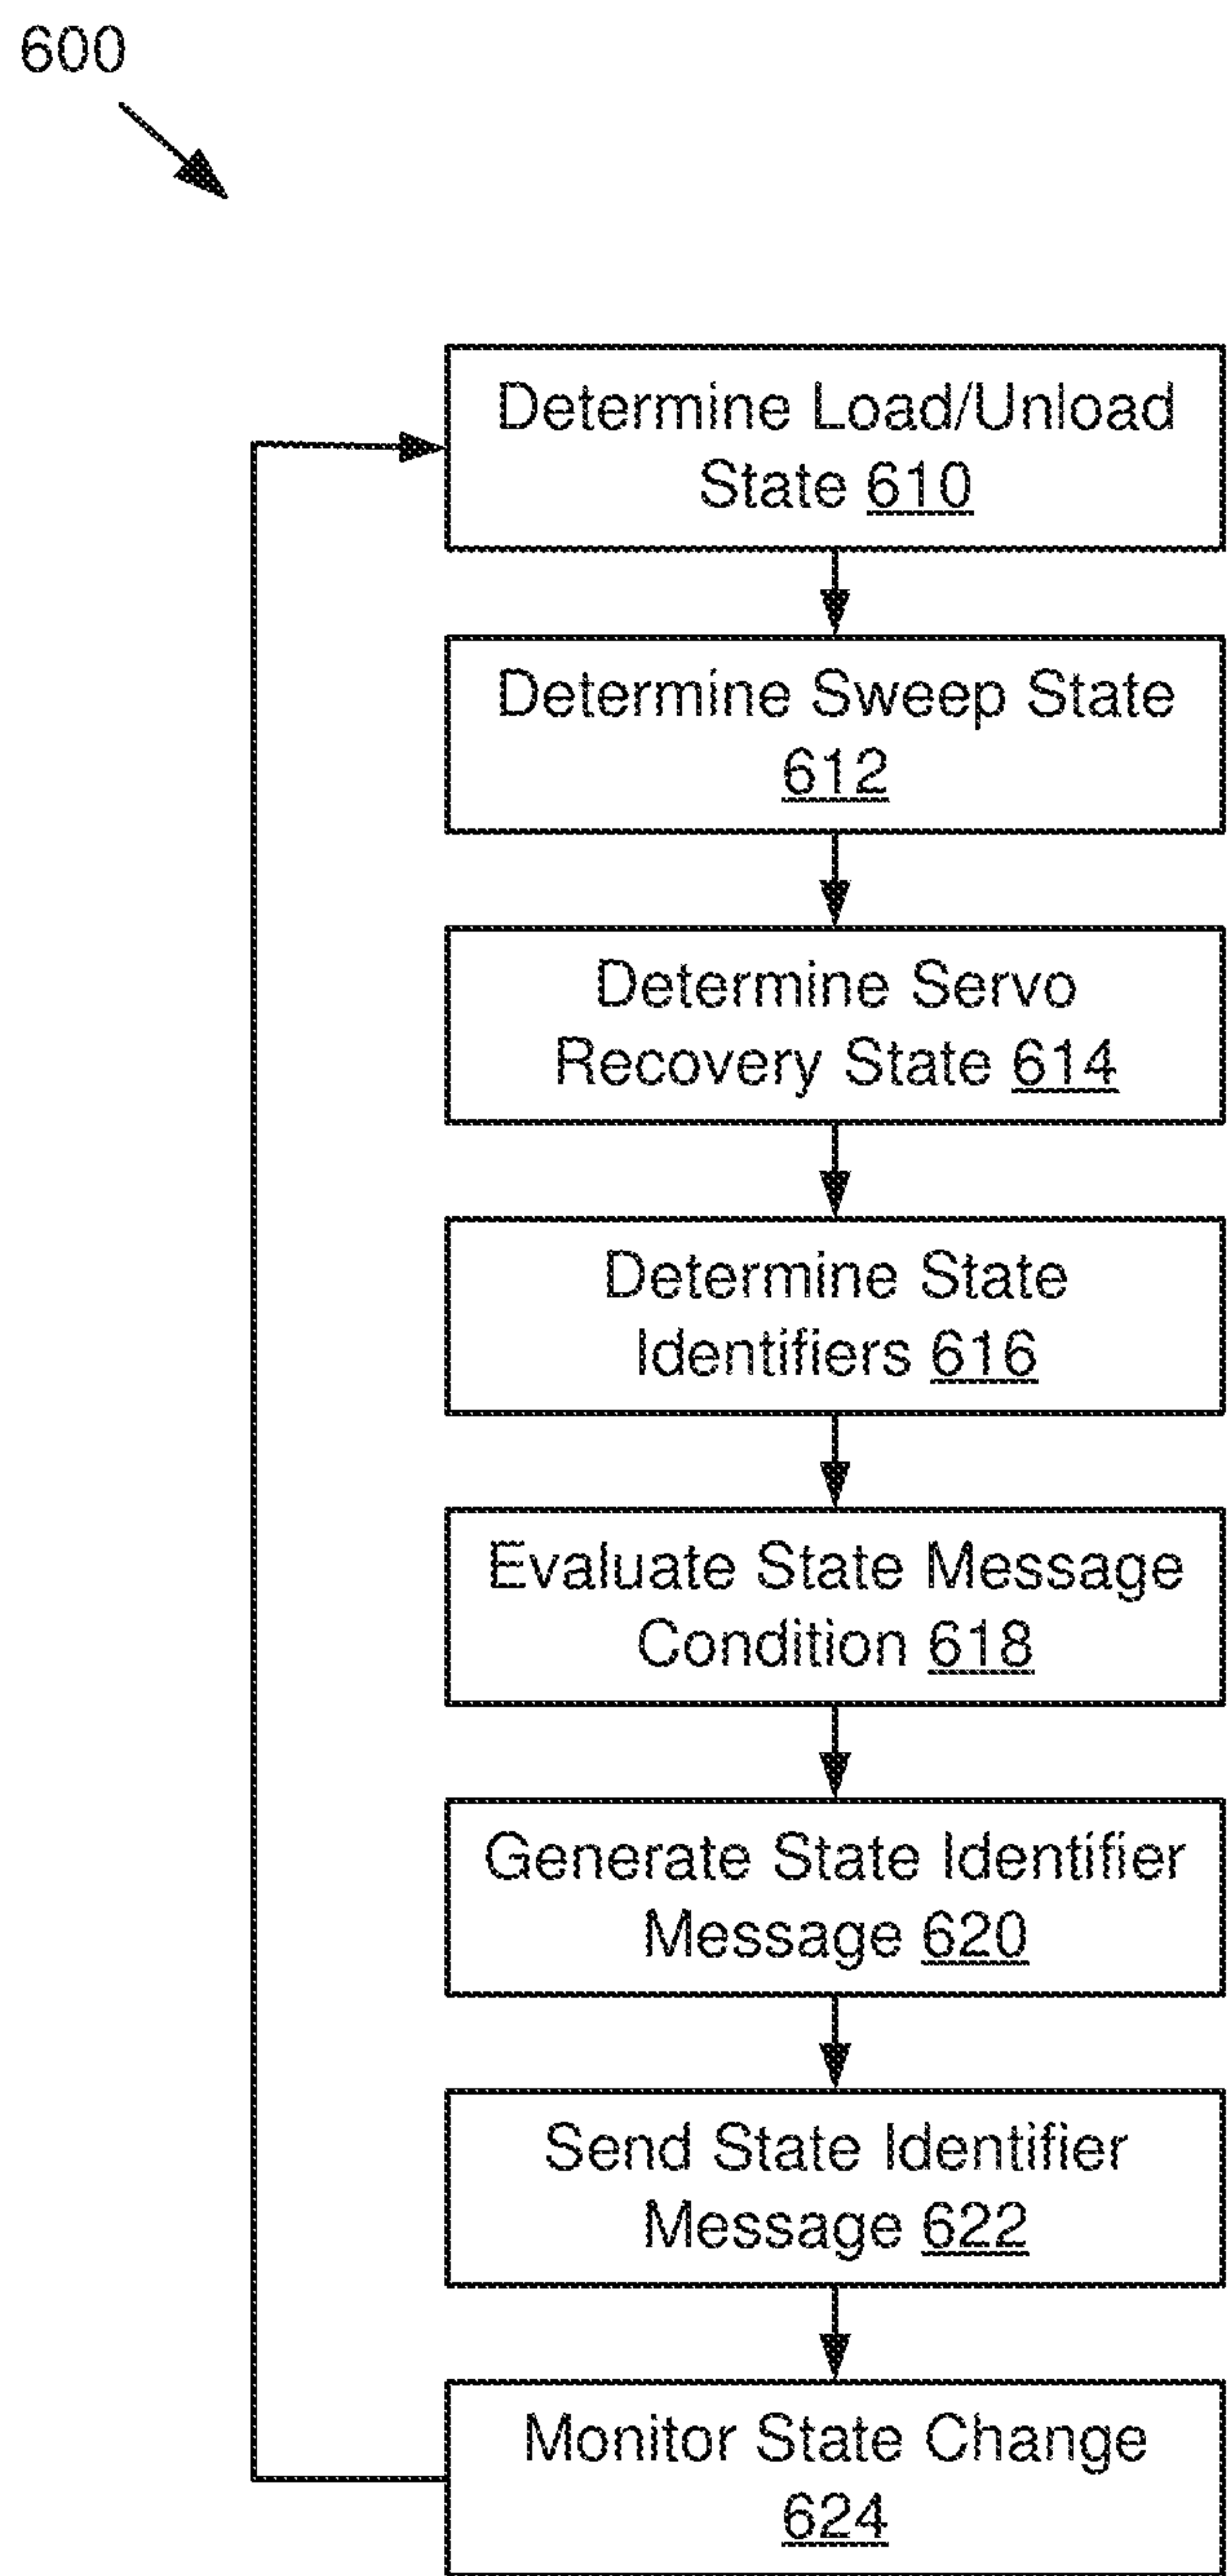 600
Determine Load/Unload
State 610
Determine Sweep State
612
Determine Servo
Recovery State 614
Determine State
Identifiers 616
Evaluate State Message
Condition 618
Generate State Identifier
Message 620
Send State Identifier
Message 622
Monitor State Change
624